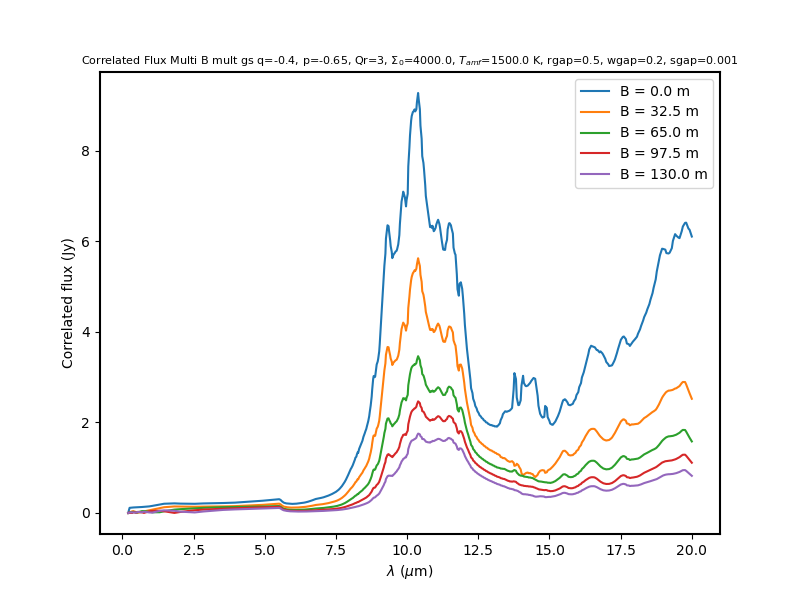 Correlated Flux Multi B mult gs q=-0.4, p=-0.65, Qr=3, Σ₀=4000.0, T_amf=1500.0 K, rgap=0.5, wgap=0.2, sgap=0.001
B = 0.0 m
B = 32.5 m
B = 65.0 m
B = 97.5 m
B = 130.0 m
8
6
4
2
0
Correlated flux (Jy)
0.0 2.5 5.0 7.5 10.0 12.5 15.0 17.5 20.0
λ (μm)